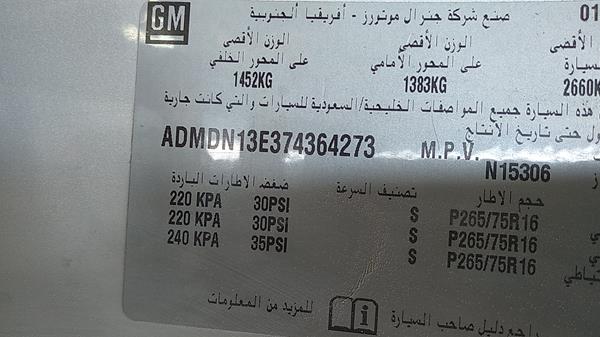 GM
صنع شركة جنرال موتورز - أفريقيا الجنوبية 01
الأقصى الوزن الأقصى الوزن الأقصى
السيارة على المحور الأمامي على المحور الخلفي
2660K 1383KG 1452KG
هذه السيارة جميع المواصفات الخليجية/السعودية للسيارات والتي كانت جارية
حتى تاريخ الانتاج
ADMDN13E374364273 M.P.V. N15306
حجم الاطار تصنيف السرعة ضغط الاطارات الباردة
P265/75R16 S 30PSI 220 KPA
P265/75R16 S 30PSI 220 KPA
P265/75R16 S 35PSI 240 KPA
راجع دليل صاحب السيارة i للمزيد من المعلومات